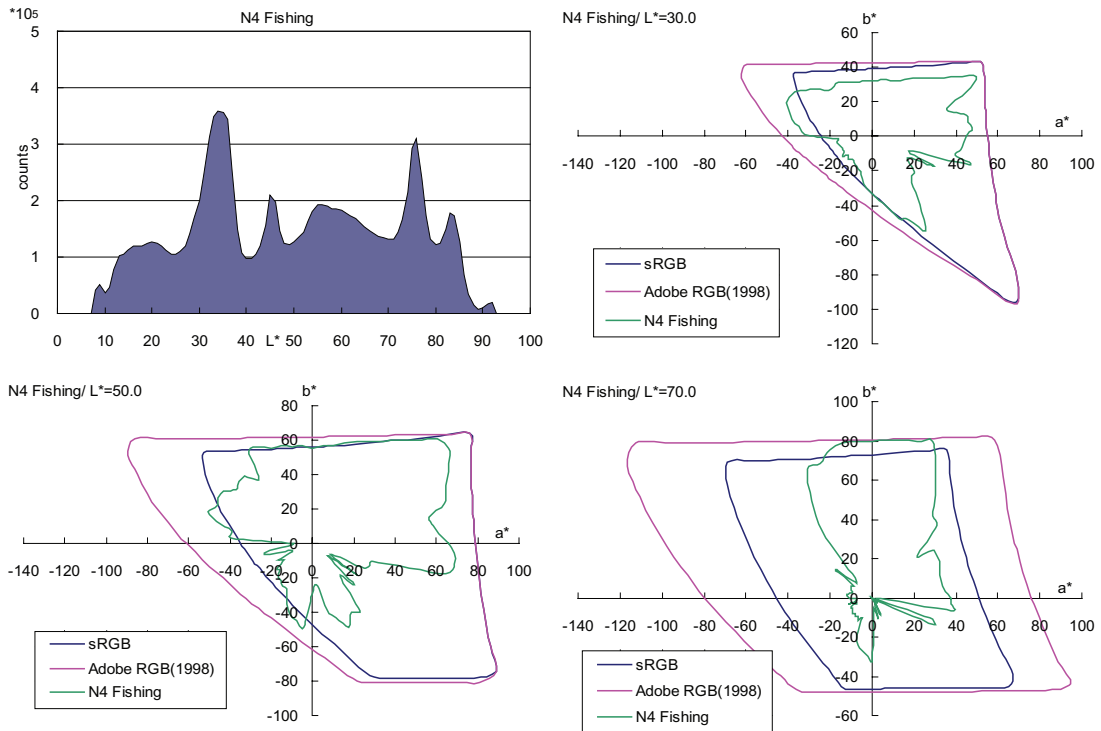 *10⁵
N4 Fishing
5
4
3
2
1
0
counts
0 10 20 30 40 L* 50 60 70 80 90 100
N4 Fishing/ L*=30.0
b*
60
40
20
0
-20
-40
-60
-80
-100
-120
-140 -120 -100 -80 -60 -40 -20 0 20 40 60 80 100
a*
sRGB
Adobe RGB(1998)
N4 Fishing
N4 Fishing/ L*=50.0
b*
80
60
40
20
0
-20
-40
-60
-80
-100
-140 -120 -100 -80 -60 -40 -20 0 20 40 60 80 100
a*
sRGB
Adobe RGB(1998)
N4 Fishing
N4 Fishing/ L*=70.0
b*
100
80
60
40
20
0
-20
-40
-60
-140 -120 -100 -80 -60 -40 -20 0 20 40 60 80 100
a*
sRGB
Adobe RGB(1998)
N4 Fishing